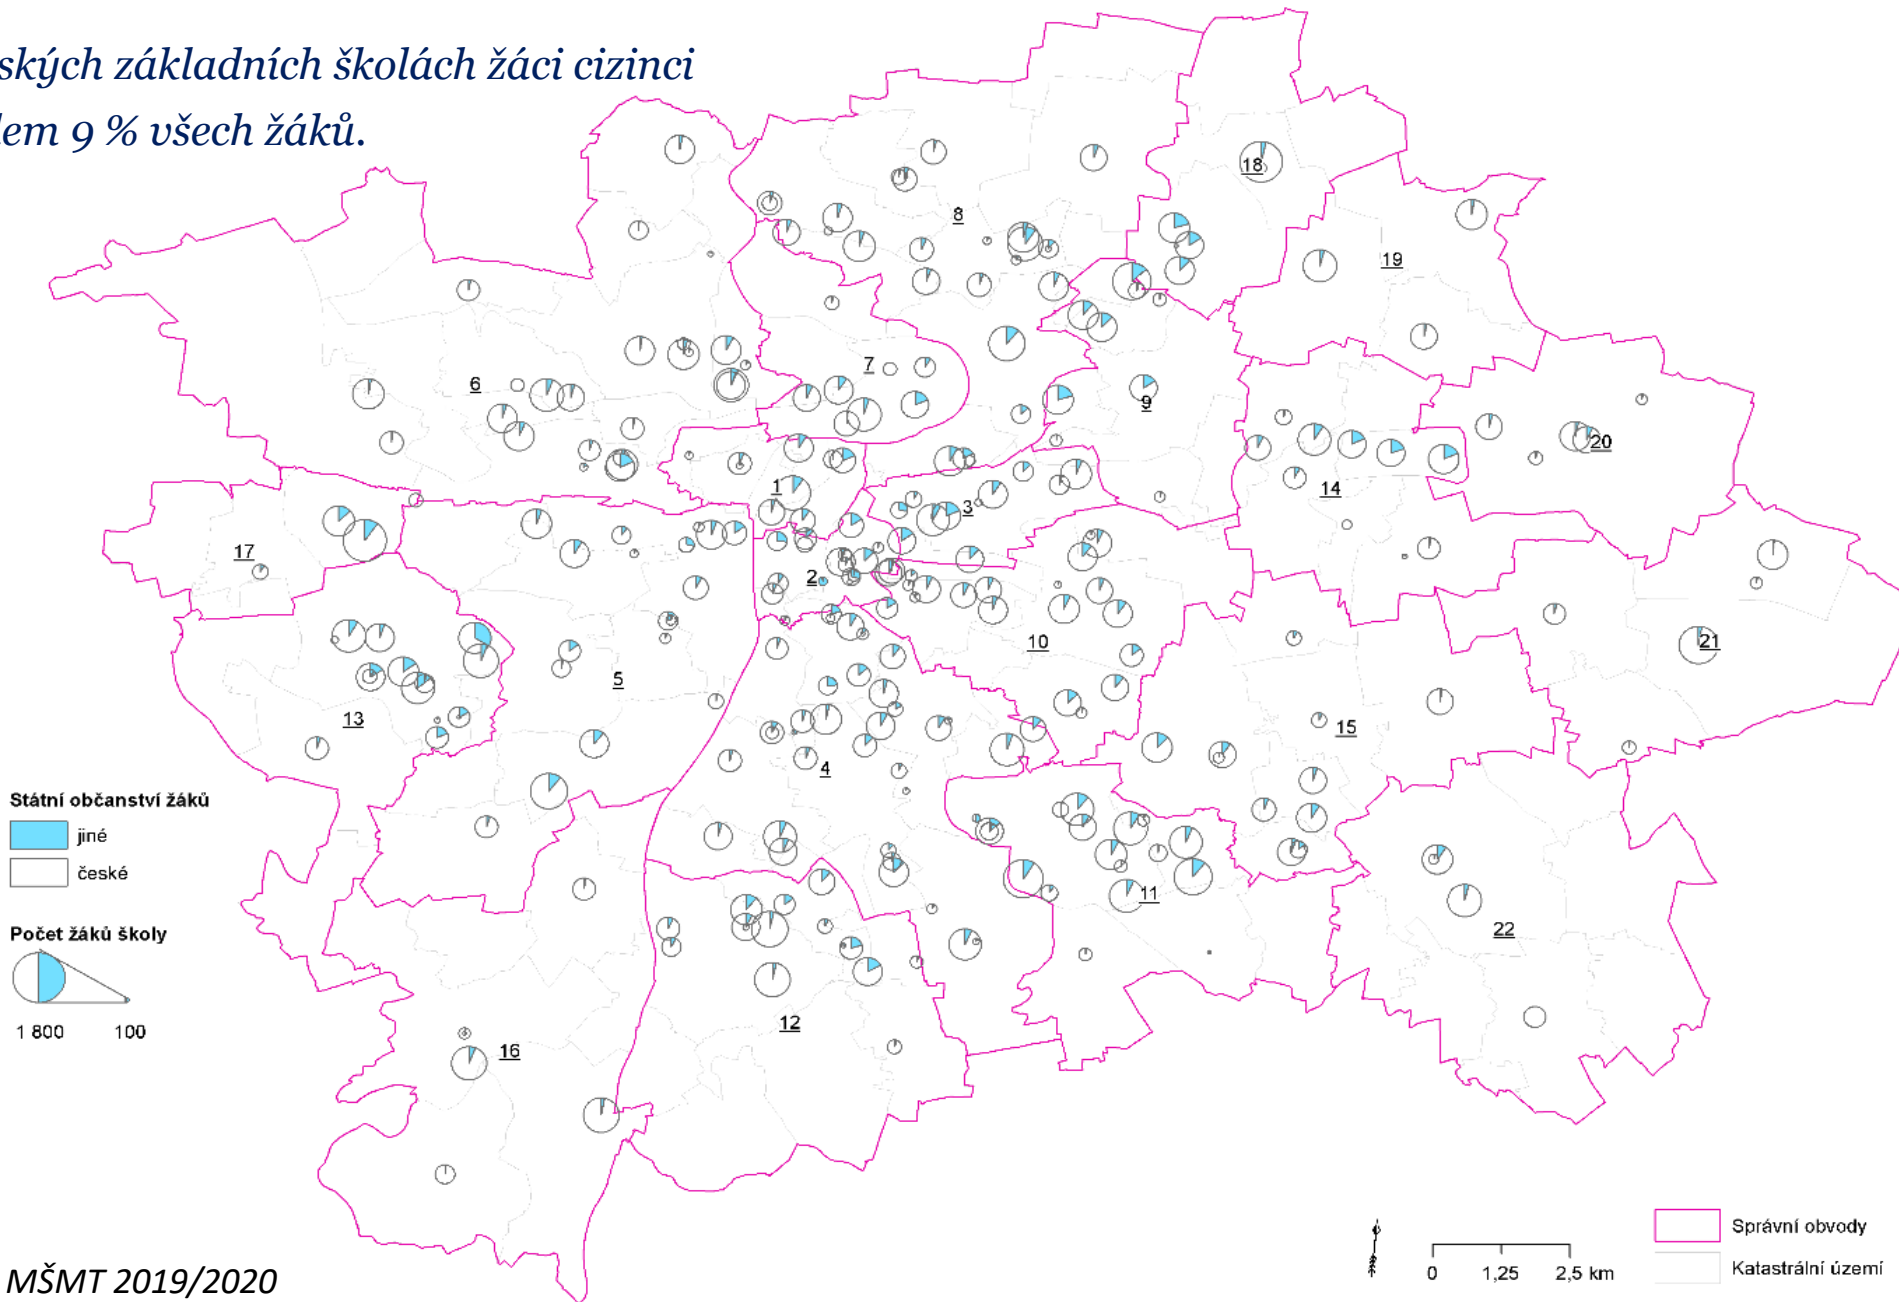 ských základních školách žáci cizinci
lem 9 % všech žáků.
18
8
19
7
6
9
20
1
14
3
17
2
21
10
5
13
15
4
11
22
12
16
Státní občanství žáků
jiné
české
Počet žáků školy
1 800 100
MŠMT 2019/2020
0 1,25 2,5 km
Správní obvody
Katastrální území